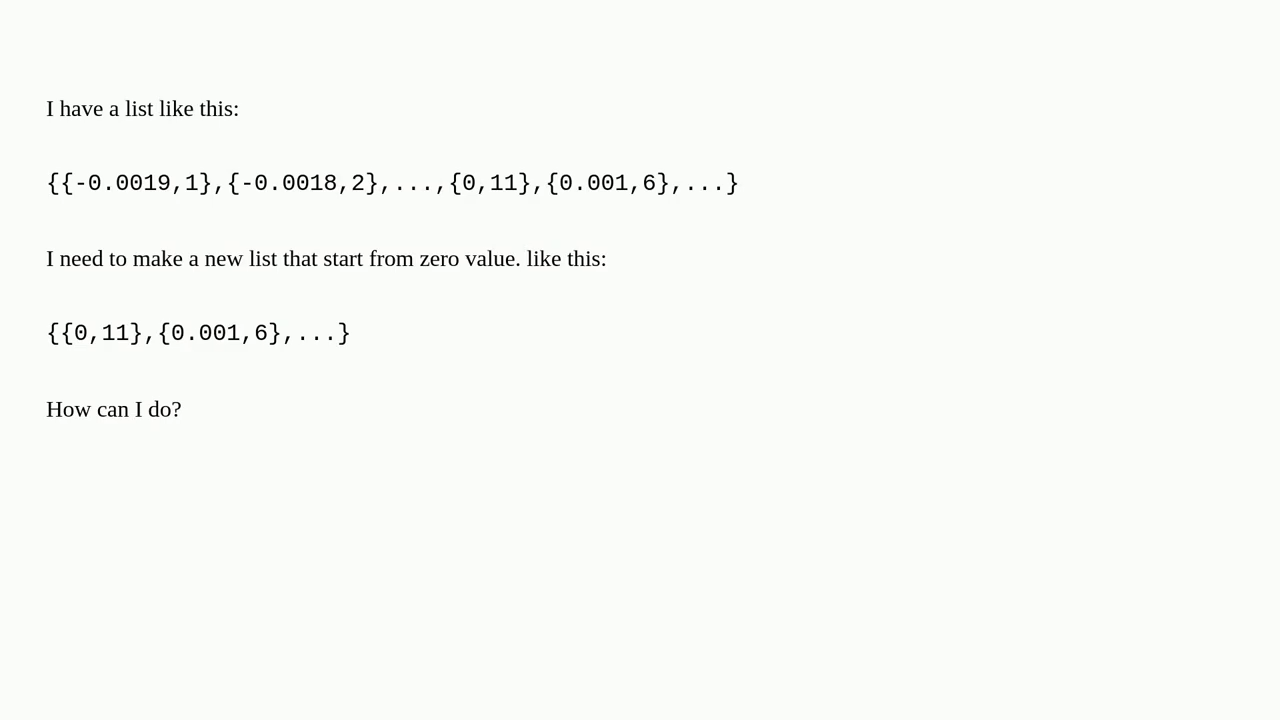 I have a list like this:
{{-0.0019,1},{-0.0018,2},...,{0,11},{0.001,6},...}
I need to make a new list that start from zero value. like this:
{{0,11},{0.001,6},...}
How can I do?